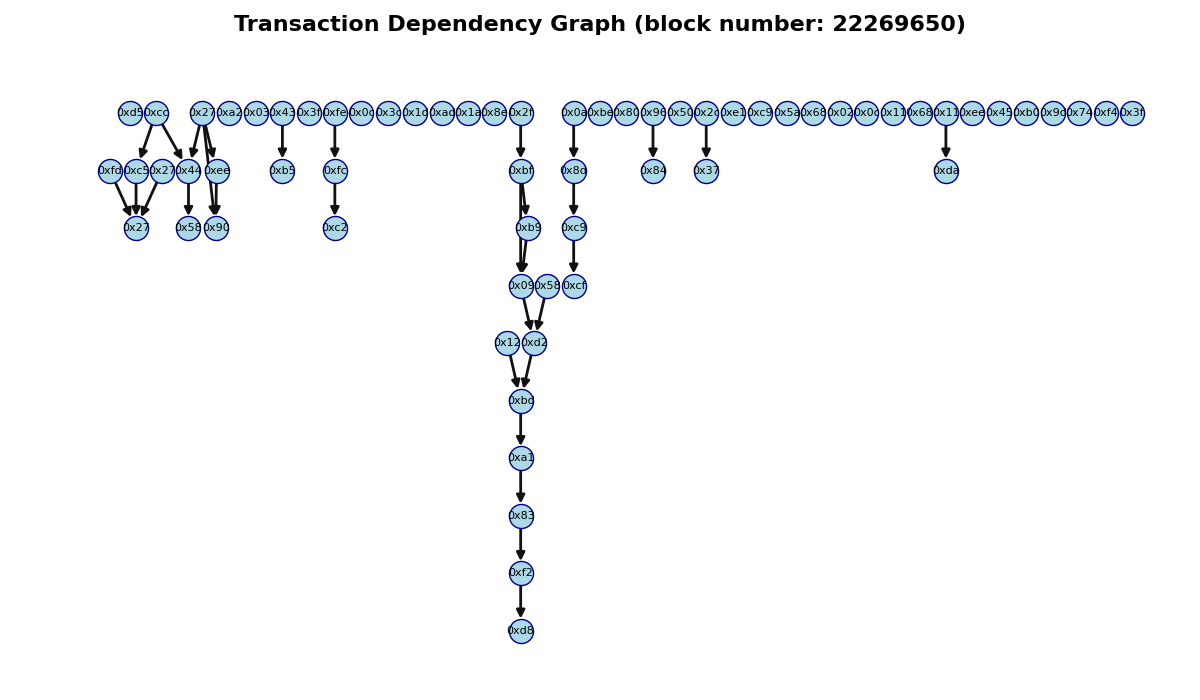 Transaction Dependency Graph (block number: 22269650)
0xd5 0xcc 0x27 0xa2 0x03 0x43 0x3f 0xfe 0x0c 0x3c 0x1c 0xad 0x1a 0x8e 0x2f 0x0a 0xbe 0x80 0x96 0x50 0x2c 0xe1 0xc9 0x5a 0x68 0x02 0x0c 0x11 0x68 0x11 0xee 0x45 0xb0 0x9c 0x74 0xf4 0x3f
0xfd 0xc5 0x27 0x44 0xee 0xb5 0xfc 0xbf 0x8d 0x84 0x37 0xda
0x27 0x58 0x90 0xc2 0xb9 0xc9
0x09 0x58 0xcf
0x12 0xd2
0xbd
0xa1
0x83
0xf2
0xd8